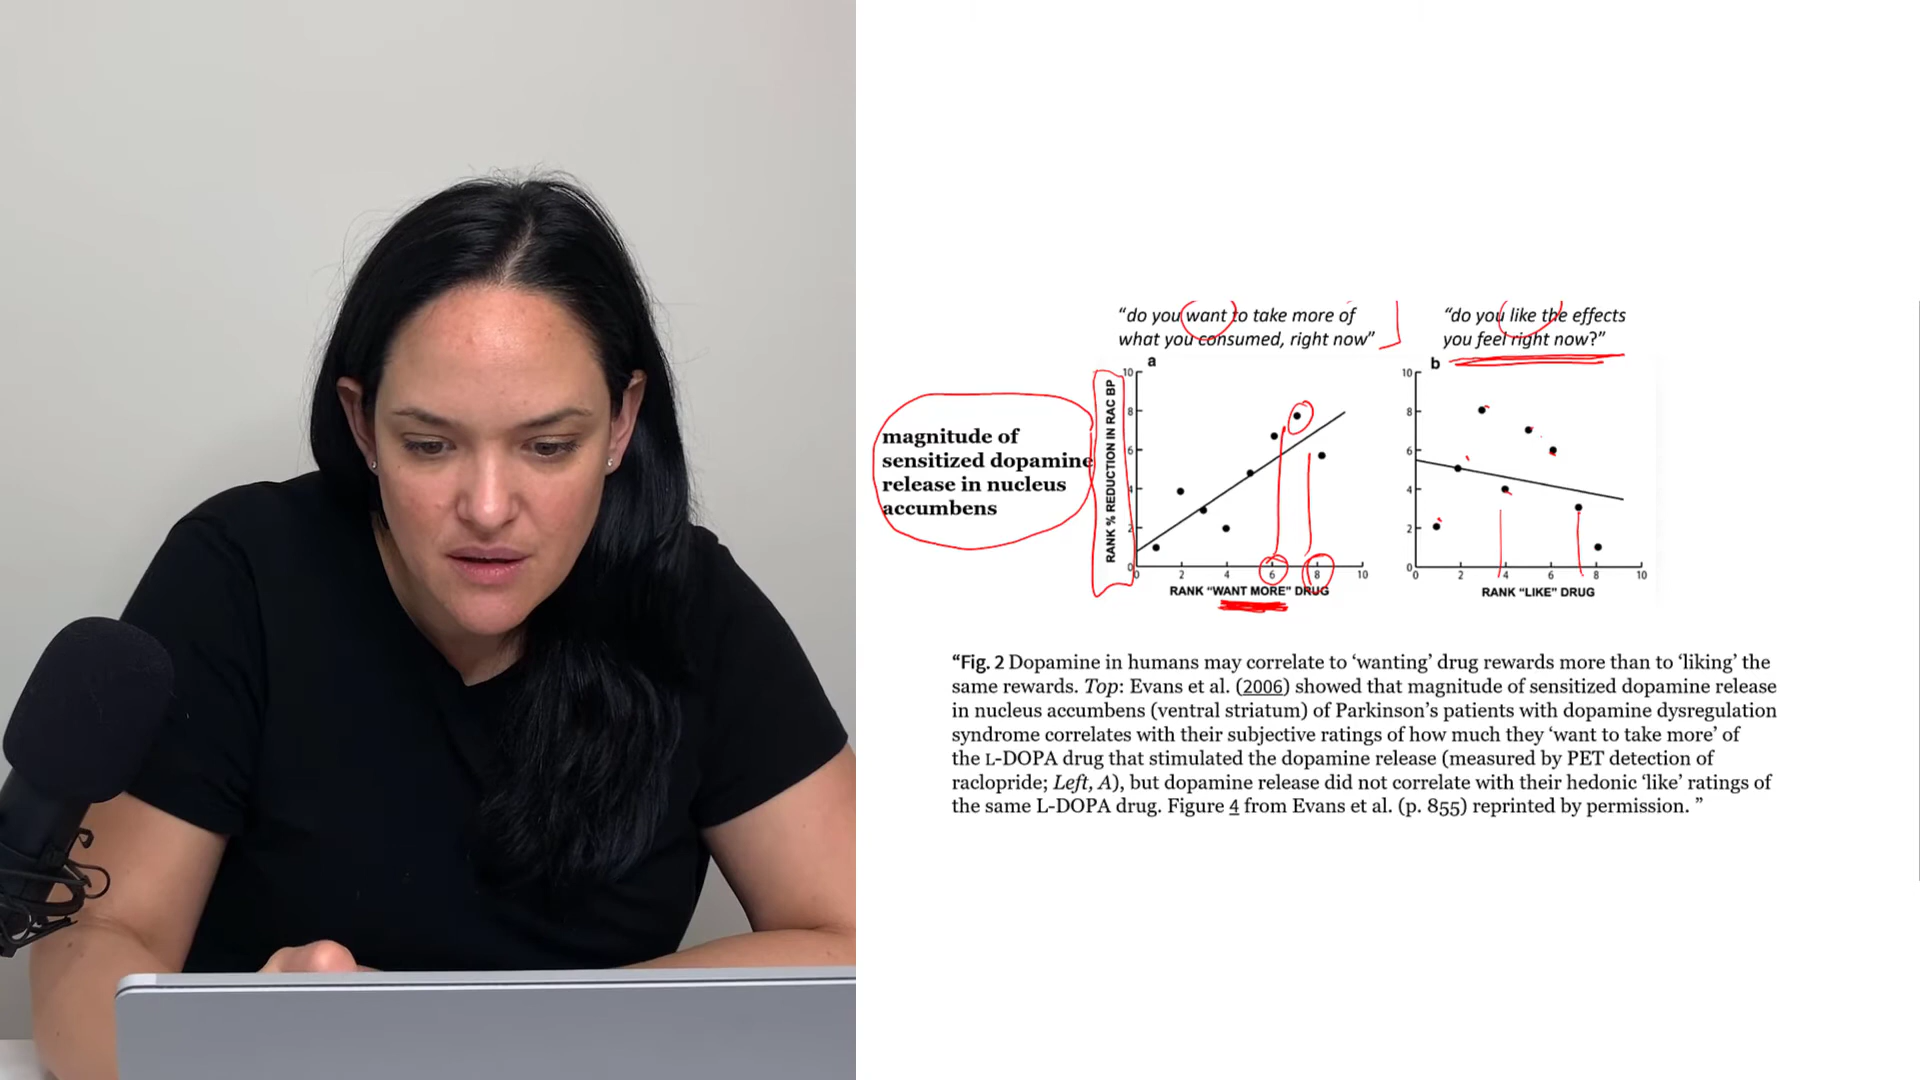 “do you want to take more of
what you consumed, right now”
“do you like the effects
you feel right now?”
magnitude of
sensitized dopamine
release in nucleus
accumbens
a
RANK % REDUCTION IN RAC BP
10
8
6
4
2
0
0 2 4 6 8 10
RANK “WANT MORE” DRUG
b
10
8
6
4
2
0
0 2 4 6 8 10
RANK “LIKE” DRUG
“Fig. 2 Dopamine in humans may correlate to ‘wanting’ drug rewards more than to ‘liking’ the
same rewards. Top: Evans et al. (2006) showed that magnitude of sensitized dopamine release
in nucleus accumbens (ventral striatum) of Parkinson’s patients with dopamine dysregulation
syndrome correlates with their subjective ratings of how much they ‘want to take more’ of
the L-DOPA drug that stimulated the dopamine release (measured by PET detection of
raclopride; Left, A), but dopamine release did not correlate with their hedonic ‘like’ ratings of
the same L-DOPA drug. Figure 4 from Evans et al. (p. 855) reprinted by permission. ”